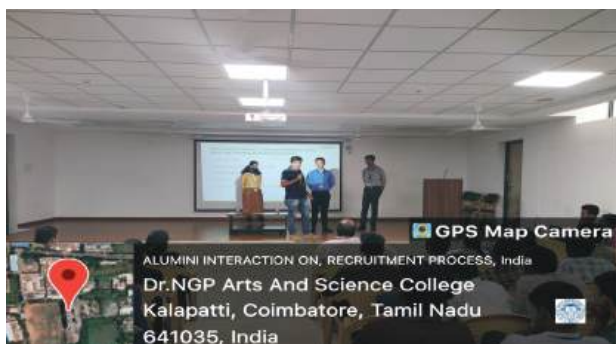 GPS Map Camera
ALUMINI INTERACTION ON, RECRUITMENT PROCESS, India
Dr.NGP Arts And Science College
Kalapatti, Coimbatore, Tamil Nadu
641035, India